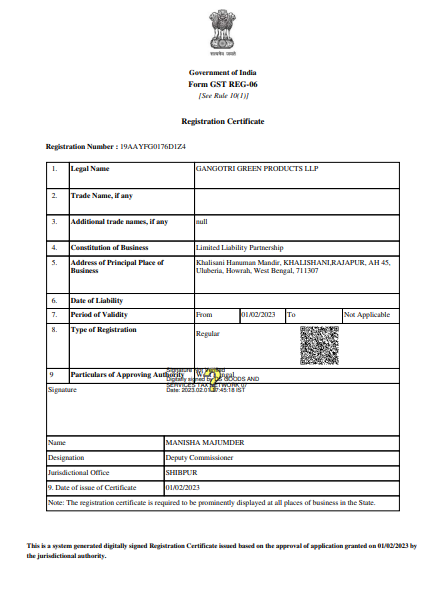 सत्यमेव जयते
Government of India
Form GST REG-06
[See Rule 10(1)]
Registration Certificate
Registration Number : 19AAYFG0176D1Z4
1. Legal Name GANGOTRI GREEN PRODUCTS LLP
2. Trade Name, if any
3. Additional trade names, if any null
4. Constitution of Business Limited Liability Partnership
5. Address of Principal Place of Business Khalisani Hanuman Mandir, KHALISHANI,RAJAPUR, AH 45,
Uluberia, Howrah, West Bengal, 711307
6. Date of Liability
7. Period of Validity From 01/02/2023 To Not Applicable
8. Type of Registration Regular
9 Particulars of Approving Authority West Bengal
Signature
Signature Not Verified
Digitally signed by DS GOODS AND
SERVICES TAX NETWORK 07
Date: 2023.02.01 :45:18 IST
Name MANISHA MAJUMDER
Designation Deputy Commissioner
Jurisdictional Office SHIBPUR
9. Date of issue of Certificate 01/02/2023
Note: The registration certificate is required to be prominently displayed at all places of business in the State.
This is a system generated digitally signed Registration Certificate issued based on the approval of application granted on 01/02/2023 by
the jurisdictional authority.